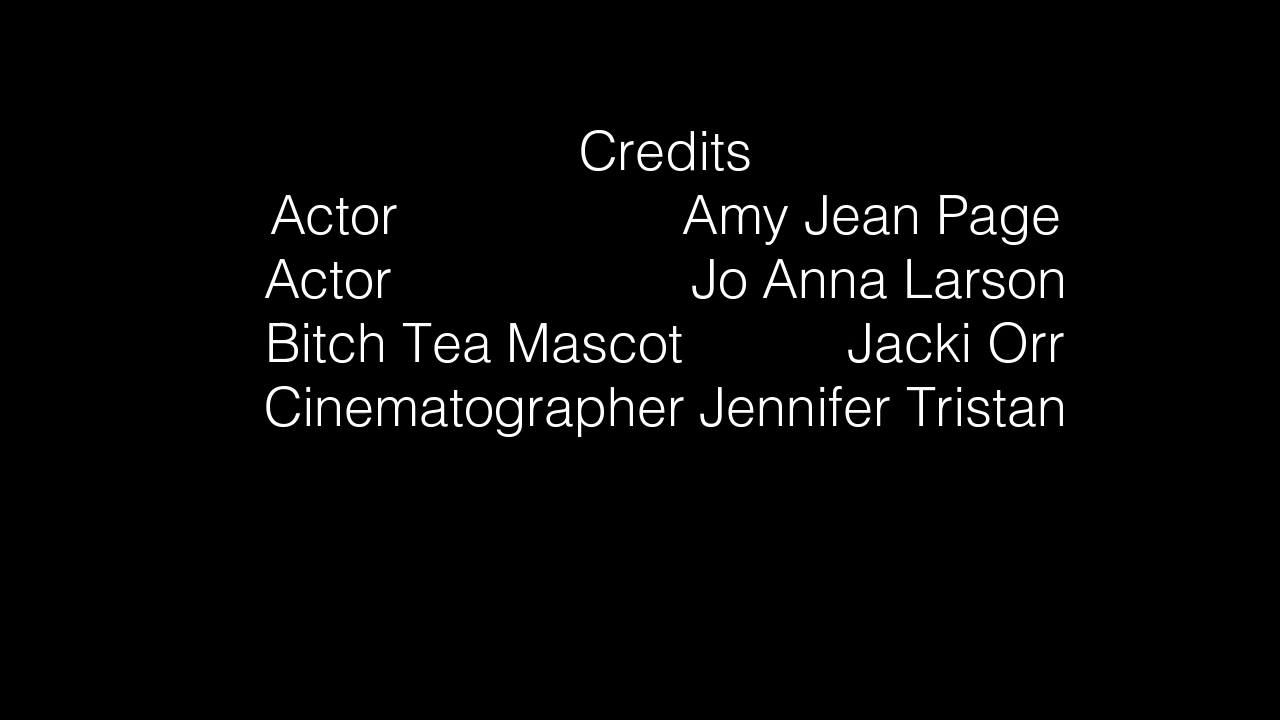 Credits
Actor Amy Jean Page
Actor Jo Anna Larson
Bitch Tea Mascot Jacki Orr
Cinematographer Jennifer Tristan